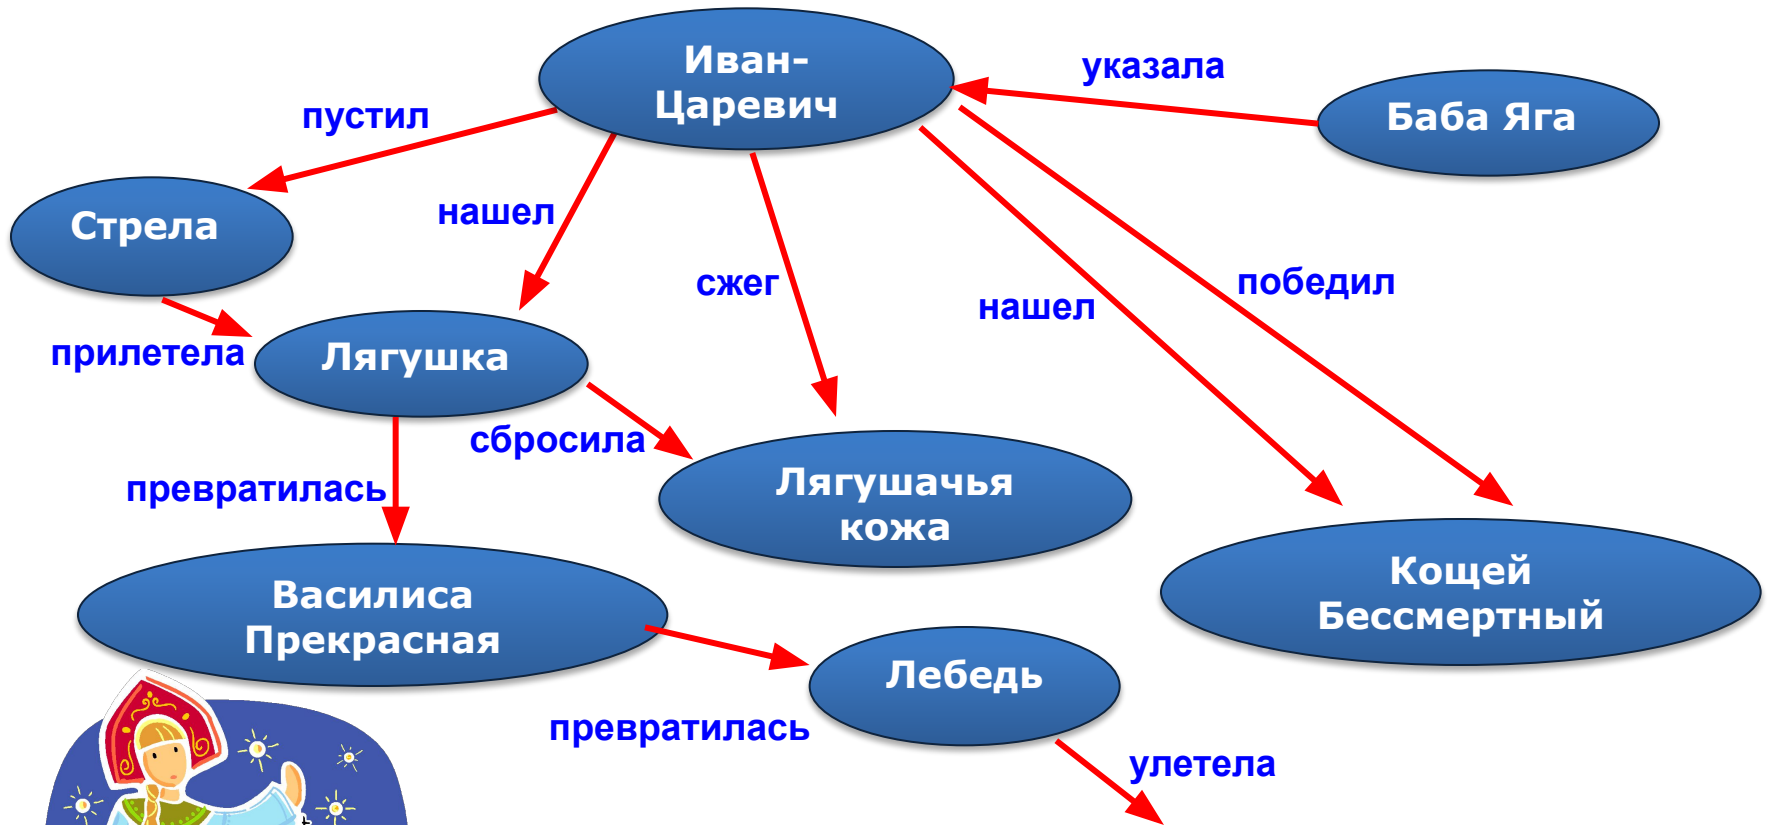 Иван-
Царевич
указала
Баба Яга
пустил
Стрела
нашел
сжег
нашел
победил
прилетела
Лягушка
сбросила
превратилась
Лягушачья
кожа
Василиса
Прекрасная
Кощей
Бессмертный
Лебедь
превратилась
улетела